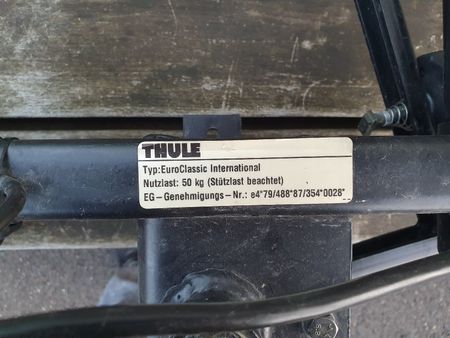 THULE
Typ:EuroClassic International
Nutzlast: 50 kg (Stützlast beachtet)
EG-Genehmigungs-Nr.: e4*79/488*87/354*0028*